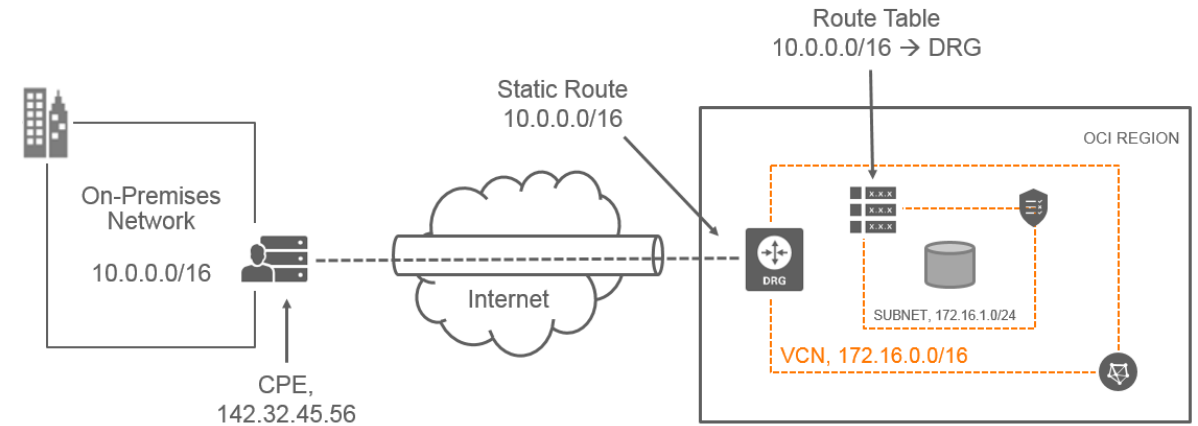 Route Table
10.0.0.0/16 → DRG
Static Route
10.0.0.0/16
OCI REGION
On-Premises
Network
10.0.0.0/16
x.x.x
x.x.x
x.x.x
DRG
Internet
SUBNET, 172.16.1.0/24
VCN, 172.16.0.0/16
CPE,
142.32.45.56